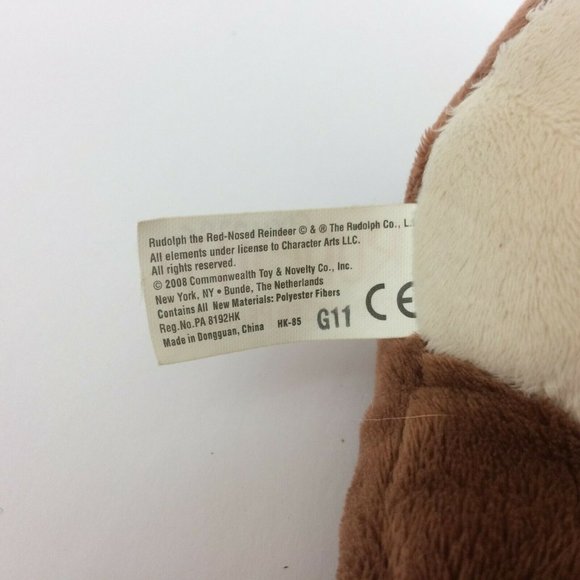 Rudolph the Red-Nosed Reindeer © & ® The Rudolph Co., L.
All elements under license to Character Arts LLC.
All rights reserved.
© 2008 Commonwealth Toy & Novelty Co., Inc.
New York, NY • Bunde, The Netherlands
Contains All New Materials: Polyester Fibers
Reg.No.PA 8192HK
Made in Dongguan, China HK-85 G11 CE